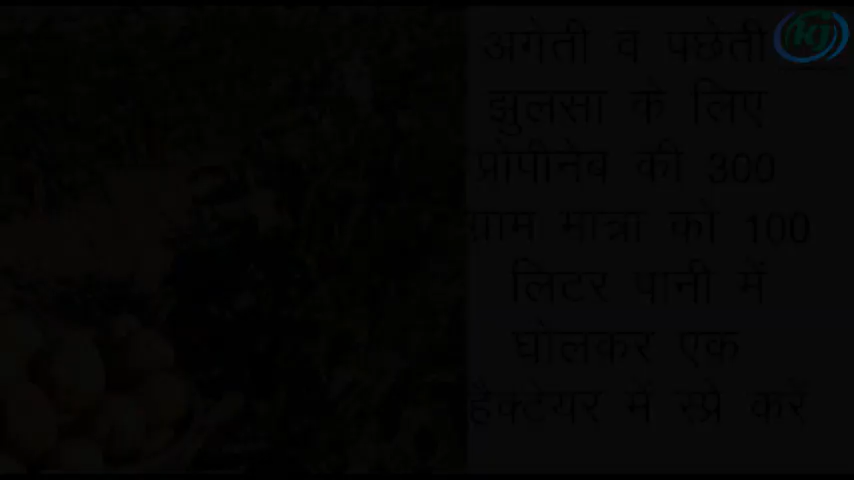 अगेती व पछेती
झुलसा के लिए
प्रोपीनेब की 300
ग्राम मात्रा को 100
लिटर पानी में
घोलकर एक
हैक्टेयर में स्प्रे करें